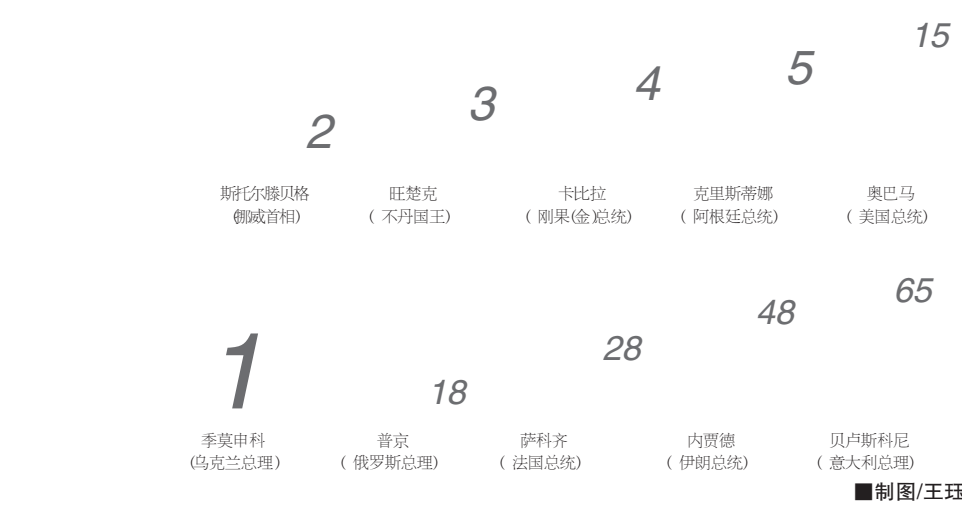 15
5
4
3
2
斯托尔滕贝格 旺楚克 卡比拉 克里斯蒂娜 奥巴马
(挪威首相) (不丹国王) (刚果(金)总统) (阿根廷总统) (美国总统)
65
48
28
1
18
季莫申科 普京 萨科齐 内贾德 贝卢斯科尼
(乌克兰总理) (俄罗斯总理) (法国总统) (伊朗总统) (意大利总理)
■制图/王珏